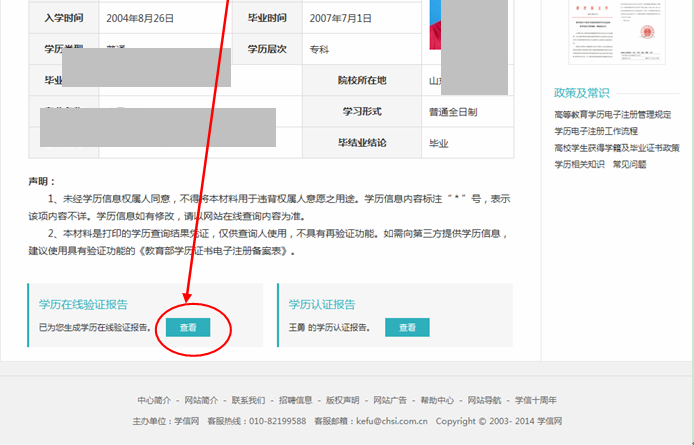 入学时间 2004年8月26日 毕业时间 2007年7月1日
学历类型 普通 学历层次 专科
毕业 院校所在地 山东
学习形式 普通全日制
毕结业结论 毕业
声明：
1、未经学历信息权属人同意，不得将本材料用于违背权属人意愿之用途。学历信息内容标注“*”号，表示
该项内容不详。学历信息如有修改，请以网站在线查询内容为准。
2、本材料是打印的学历查询结果凭证，仅供查询人使用，不具有再验证功能。如需向第三方提供学历信息，
建议使用具有验证功能的《教育部学历证书电子注册备案表》。
学历在线验证报告
已为您生成学历在线验证报告。 查看
学历认证报告
王勇 的学历认证报告。 查看
政策及常识
高等教育学历电子注册管理规定
学历电子注册工作流程
高校学生获得学籍及毕业证书政策
学历相关知识 常见问题
中心简介 - 网站简介 - 联系我们 - 招聘信息 - 版权声明 - 网站广告 - 帮助中心 - 网站导航 - 学信十周年
主办单位：学信网 客服热线：010-82199588 客服邮箱：kefu@chsi.com.cn Copyright © 2003- 2014 学信网